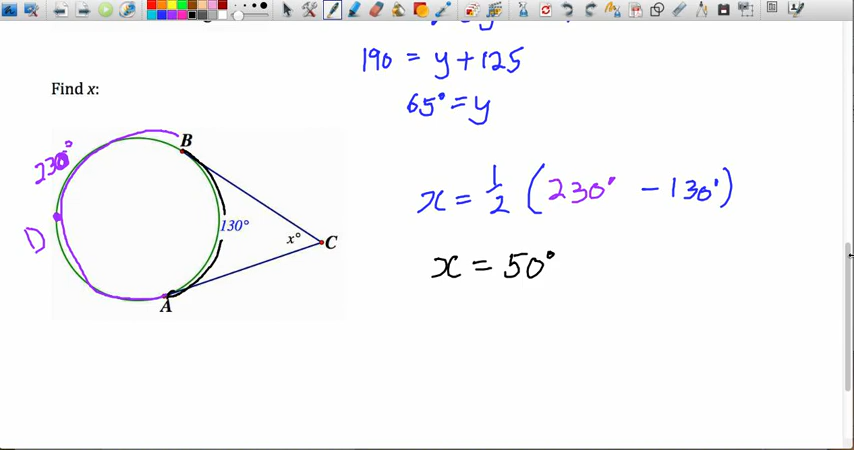 190 = y + 125
65° = y
Find x:
B
230°
130°
x°
C
D
A
x = 1/2 (230° - 130°)
x = 50°